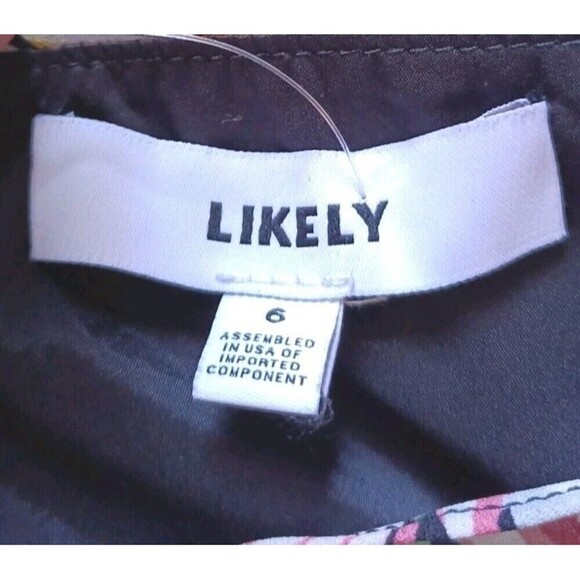 LIKELY
6
ASSEMBLED
IN USA OF
IMPORTED
COMPONENT